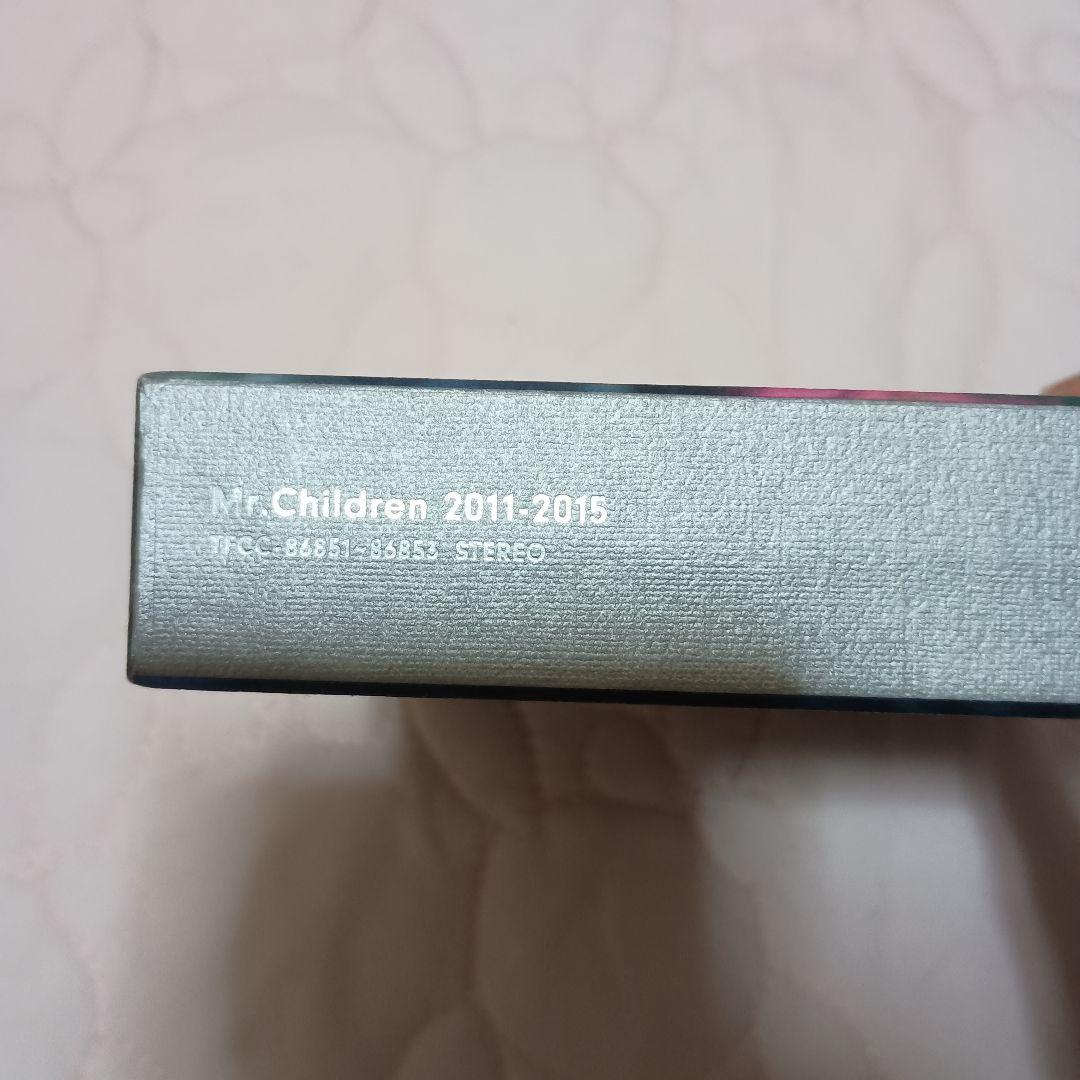 Mr.Children 2011-2015
TFCC-86851~86853 STEREO